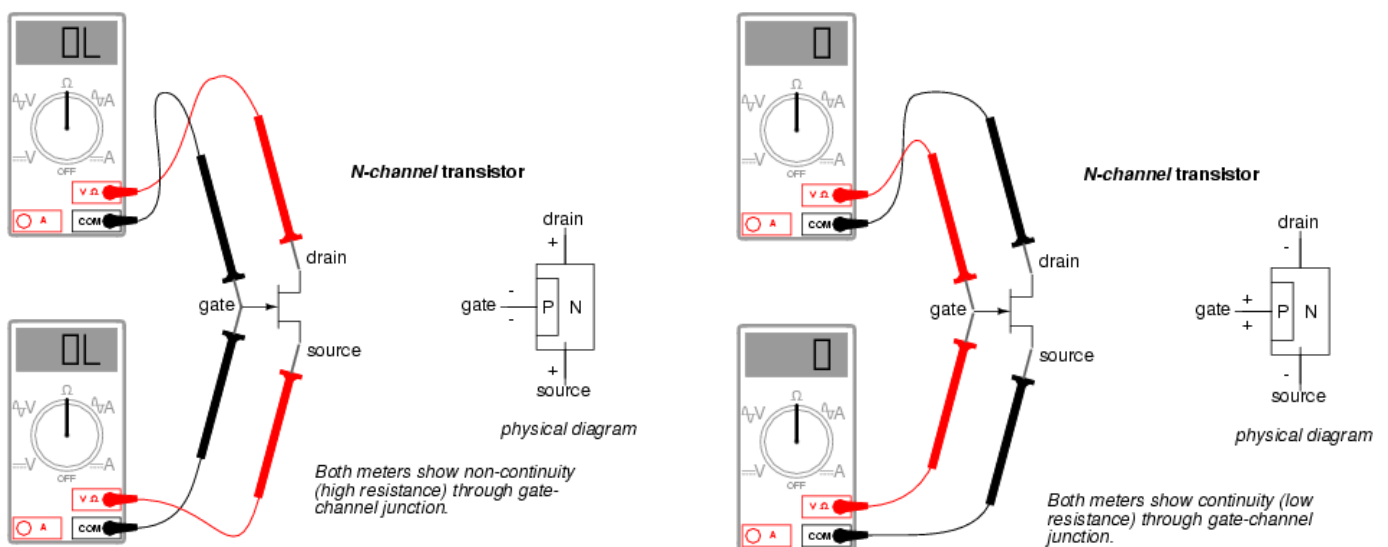 OL
Ω
V
A
V
A
OFF
V Ω
A
COM
N-channel transistor
drain
+
drain
gate
gate
-
-
P
N
source
+
source
physical diagram
OL
Ω
V
A
V
A
OFF
V Ω
A
COM
Both meters show non-continuity
(high resistance) through gate-
channel junction.
0
Ω
V
A
V
A
OFF
V Ω
A
COM
N-channel transistor
drain
-
drain
gate
gate
+
+
P
N
source
-
source
physical diagram
0
Ω
V
A
V
A
OFF
V Ω
A
COM
Both meters show continuity (low
resistance) through gate-channel
junction.